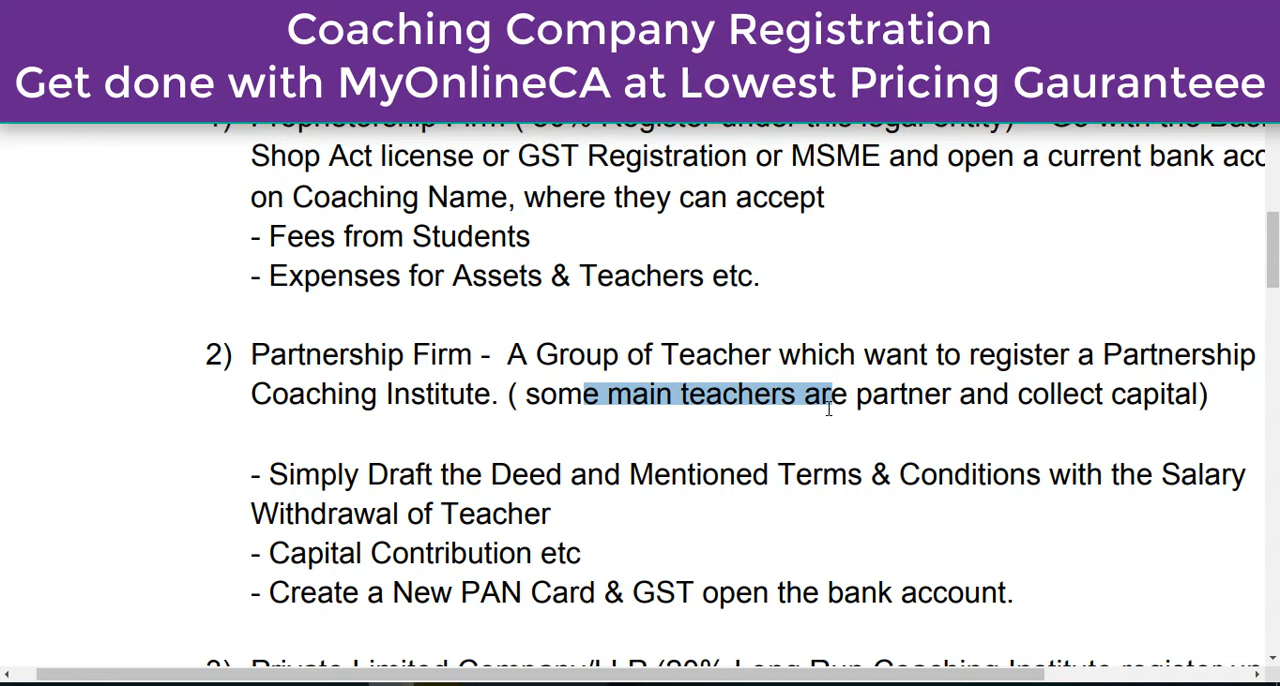 Coaching Company Registration
Get done with MyOnlineCA at Lowest Pricing Gauranteee
Shop Act license or GST Registration or MSME and open a current bank acc
on Coaching Name, where they can accept
- Fees from Students
- Expenses for Assets & Teachers etc.
2) Partnership Firm - A Group of Teacher which want to register a Partnership
Coaching Institute. ( some main teachers are partner and collect capital)
- Simply Draft the Deed and Mentioned Terms & Conditions with the Salary
Withdrawal of Teacher
- Capital Contribution etc
- Create a New PAN Card & GST open the bank account.